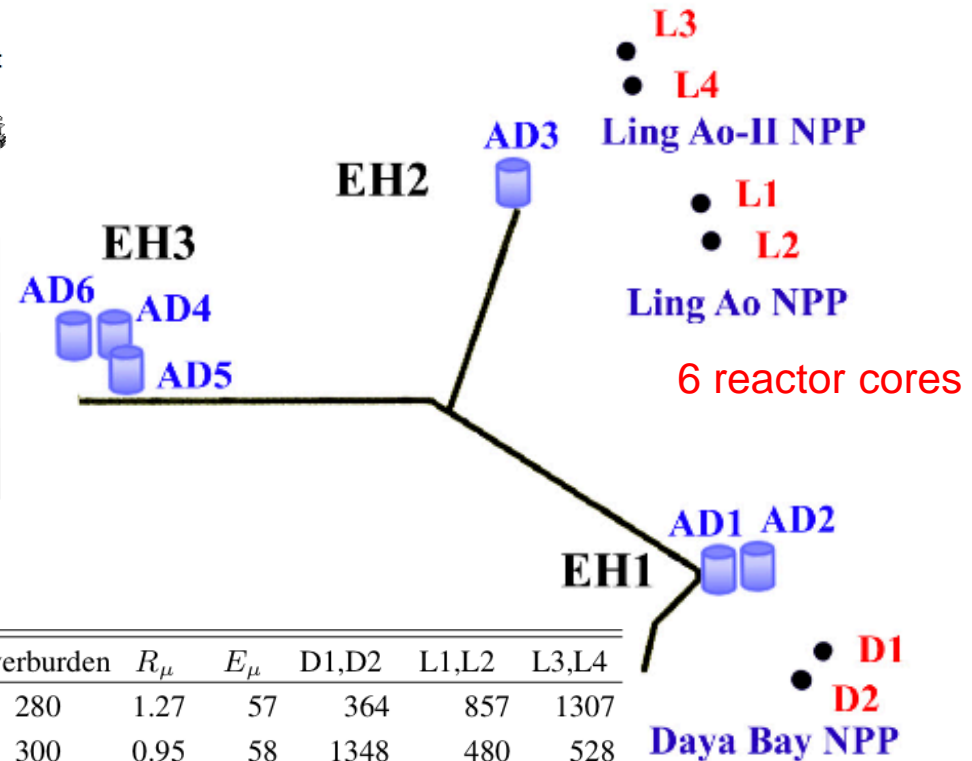 L3
L4
Ling Ao-II NPP
AD3
EH2
L1
L2
Ling Ao NPP
EH3
AD6
AD4
AD5
6 reactor cores
AD1 AD2
EH1
D1
D2
Daya Bay NPP
verburden Rμ Eμ D1,D2 L1,L2 L3,L4
280 1.27 57 364 857 1307
300 0.95 58 1348 480 528